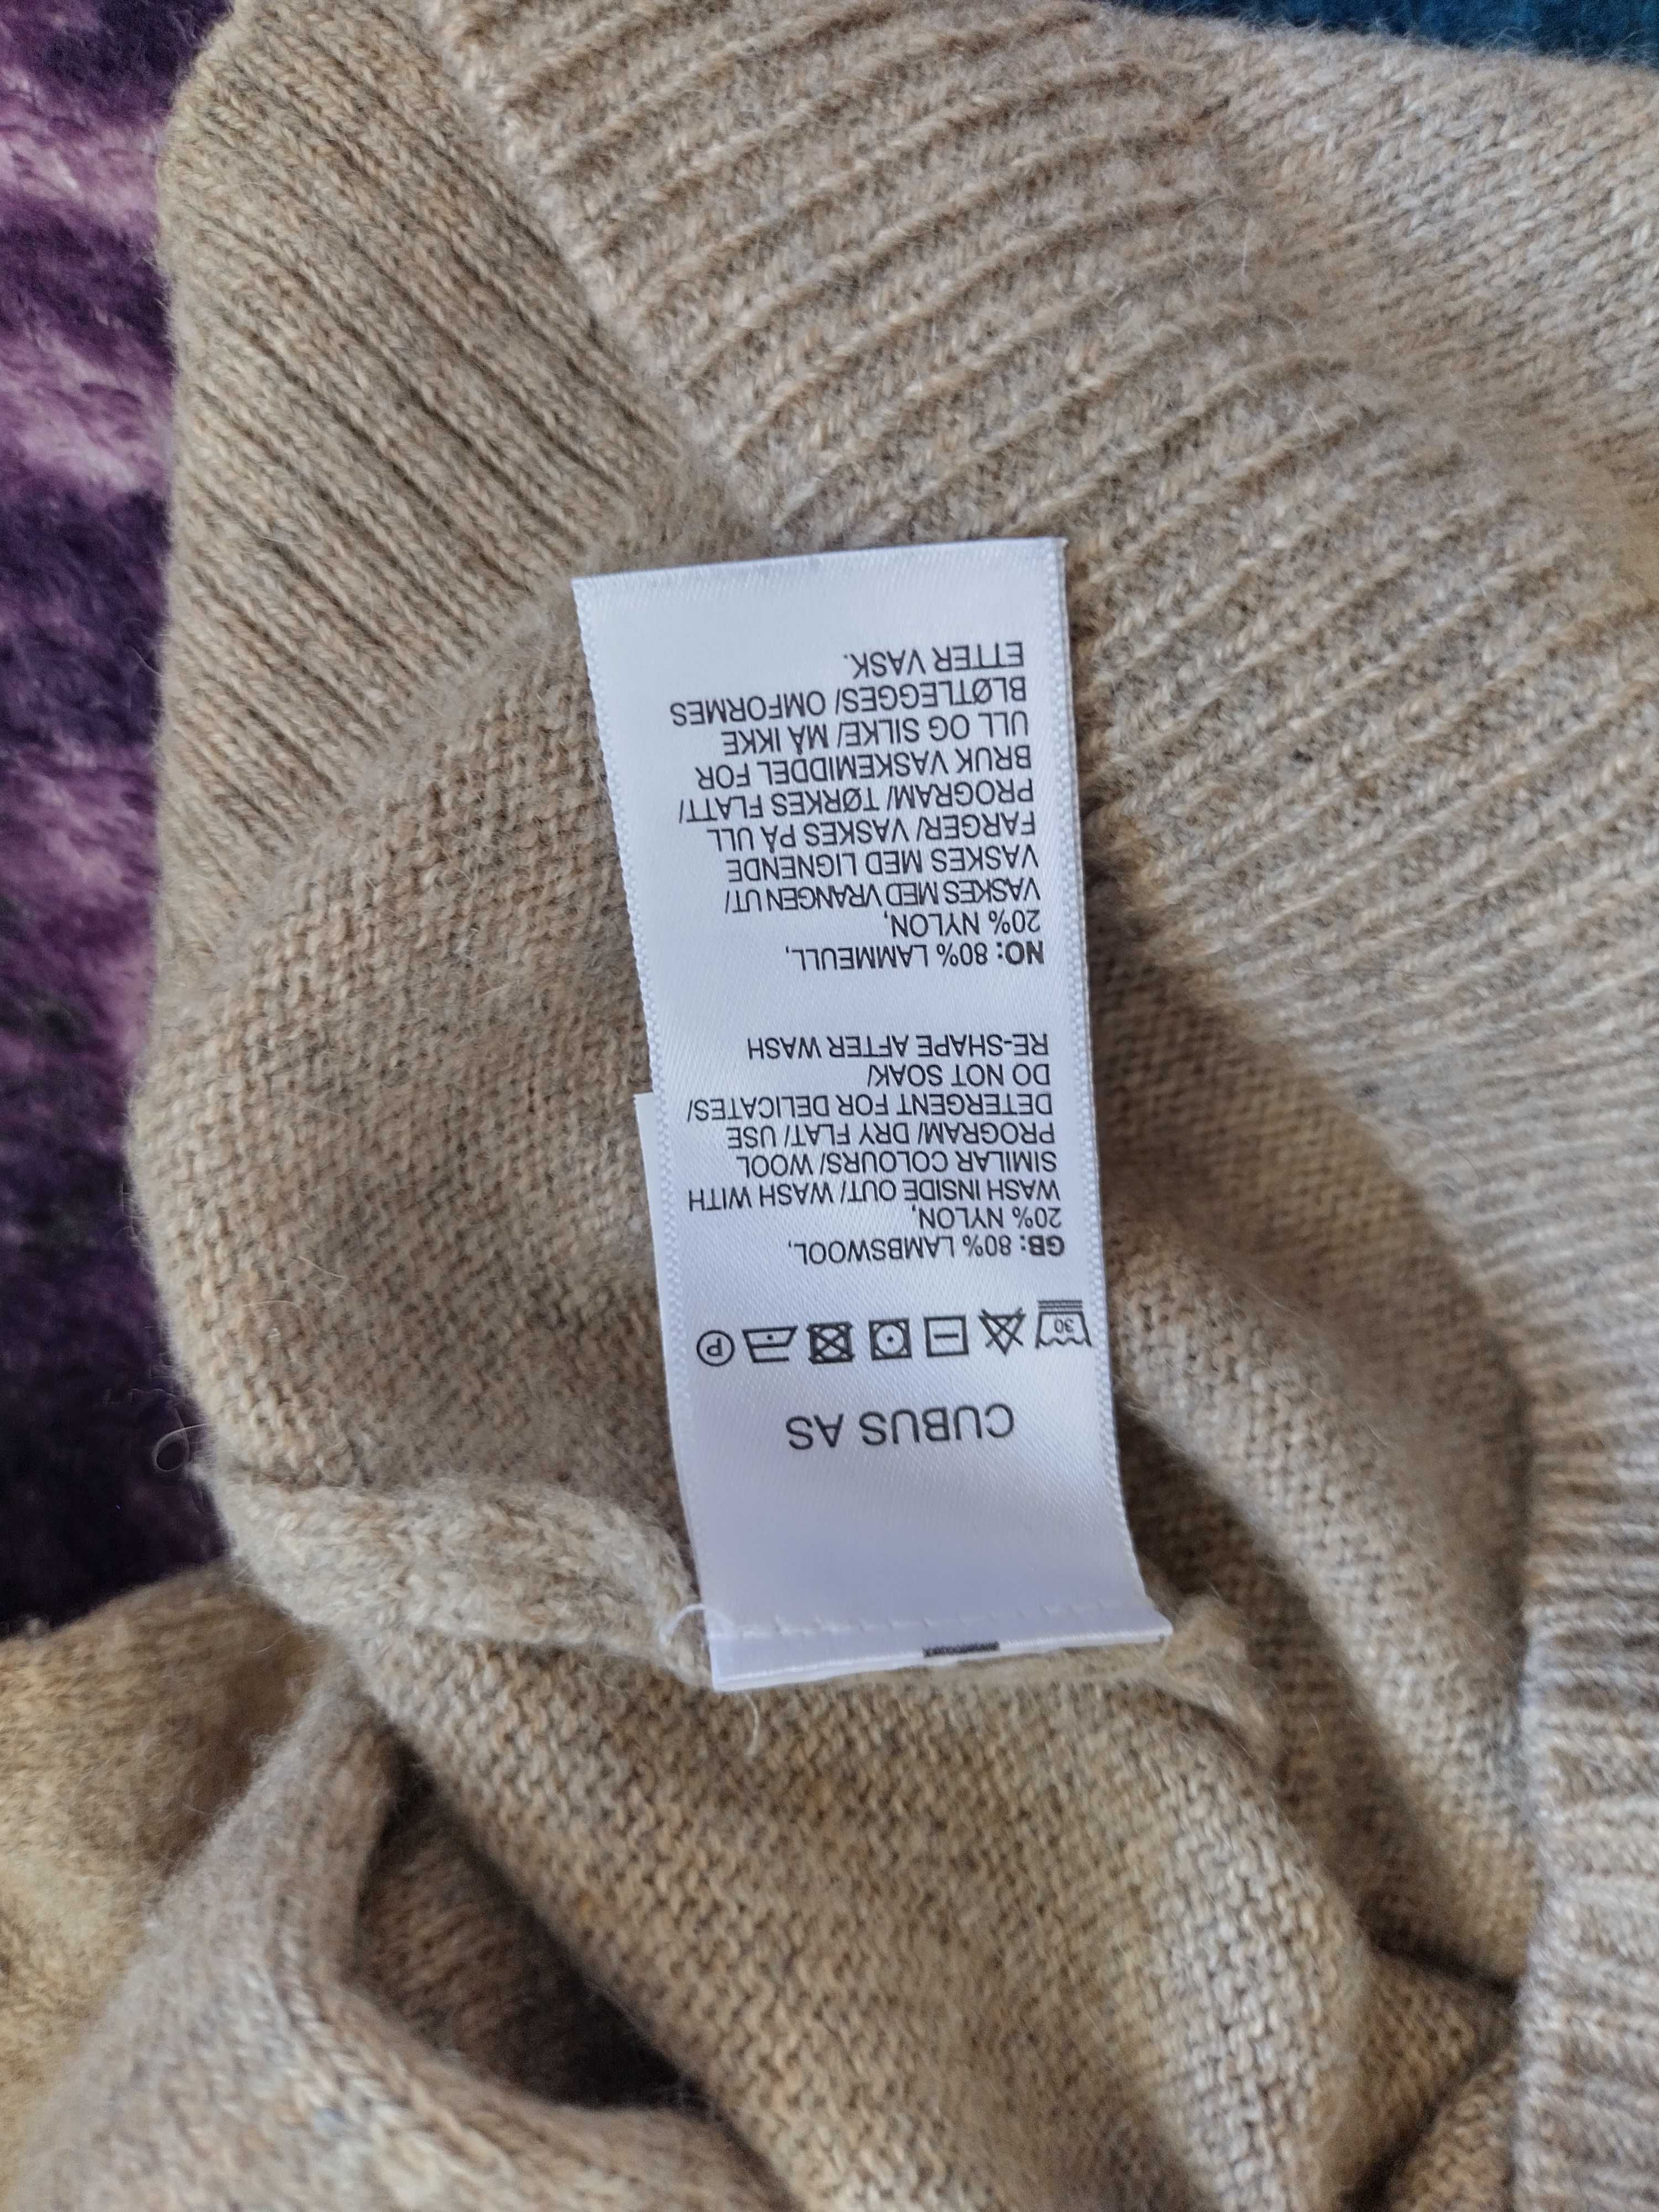 CUBUS AS
30
P
GB: 80% LAMBSWOOL,
20% NYLON,
WASH INSIDE OUT/ WASH WITH
SIMILAR COLOURS/ WOOL
PROGRAM/ DRY FLAT/ USE
DETERGENT FOR DELICATES/
DO NOT SOAK/
RE-SHAPE AFTER WASH
NO: 80% LAMMEULL,
20% NYLON,
VASKES MED VRANGEN UT/
VASKES MED LIGNENDE
FARGER/ VASKES PÅ ULL
PROGRAM/ TØRKES FLATT/
BRUK VASKEMIDDEL FOR
ULL OG SILKE/ MÅ IKKE
BLØTLEGGES/ OMFORMES
ETTER VASK.